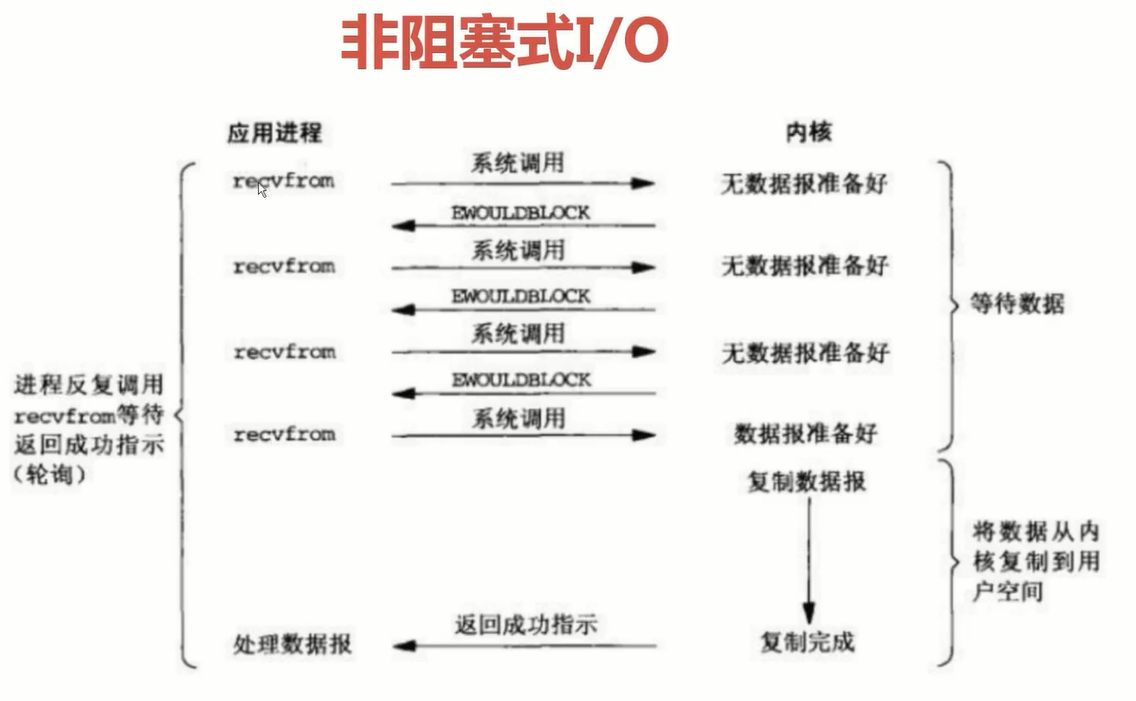 非阻塞式I/O
应用进程
内核
系统调用
recvfrom
无数据报准备好
EWOULDBLOCK
系统调用
recvfrom
无数据报准备好
EWOULDBLOCK
等待数据
系统调用
recvfrom
无数据报准备好
EWOULDBLOCK
进程反复调用
recvfrom等待
返回成功指示
(轮询)
系统调用
recvfrom
数据报准备好
复制数据报
将数据从内
核复制到用
户空间
返回成功指示
处理数据报
复制完成